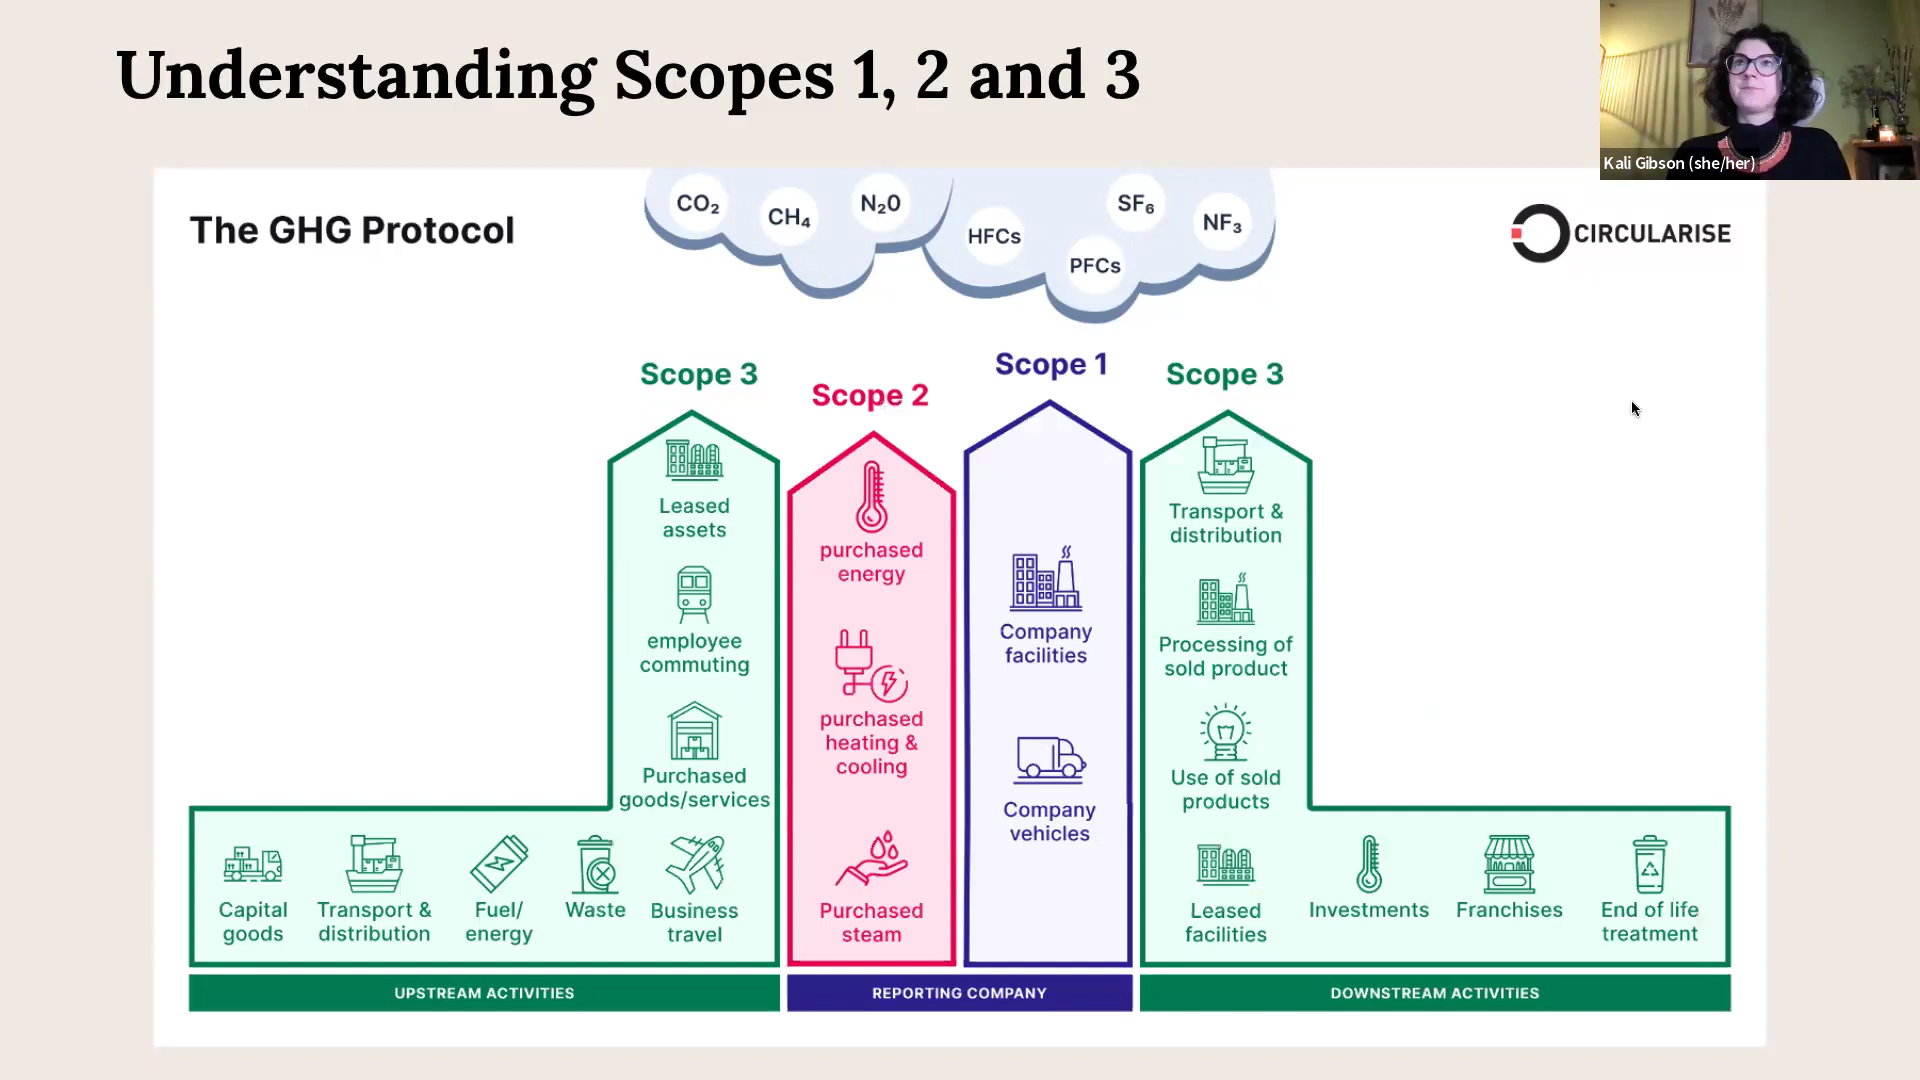 Understanding Scopes 1, 2 and 3
Kali Gibson (she/her)
The GHG Protocol
CO₂
CH₄
N₂0
HFCs
PFCs
SF₆
NF₃
CIRCULARISE
Scope 3
Leased
assets
employee
commuting
Purchased
goods/services
Capital
goods
Transport &
distribution
Fuel/
energy
Waste
Business
travel
Scope 2
purchased
energy
purchased
heating &
cooling
Purchased
steam
Scope 1
Company
facilities
Company
vehicles
Scope 3
Transport &
distribution
Processing of
sold product
Use of sold
products
Leased
facilities
Investments
Franchises
End of life
treatment
UPSTREAM ACTIVITIES
REPORTING COMPANY
DOWNSTREAM ACTIVITIES